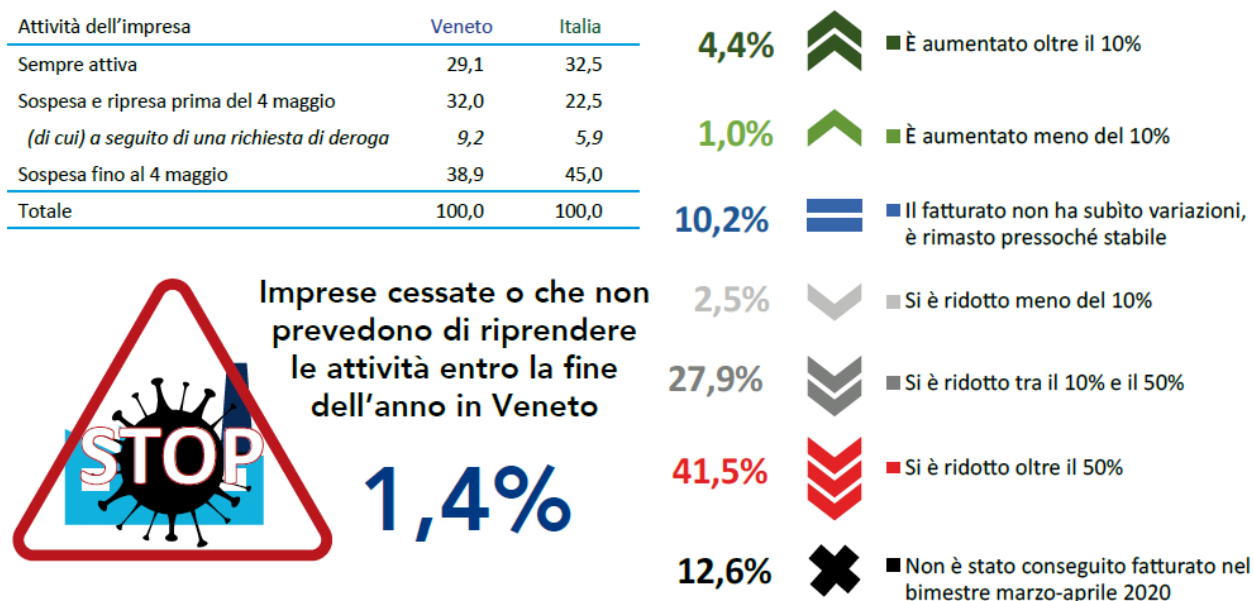 Attività dell'impresa Veneto Italia
Sempre attiva 29,1 32,5
Sospesa e ripresa prima del 4 maggio 32,0 22,5
(di cui) a seguito di una richiesta di deroga 9,2 5,9
Sospesa fino al 4 maggio 38,9 45,0
Totale 100,0 100,0
STOP
Imprese cessate o che non
prevedono di riprendere
le attività entro la fine
dell'anno in Veneto
1,4%
4,4% È aumentato oltre il 10%
1,0% È aumentato meno del 10%
10,2% Il fatturato non ha subìto variazioni,
è rimasto pressoché stabile
2,5% Si è ridotto meno del 10%
27,9% Si è ridotto tra il 10% e il 50%
41,5% Si è ridotto oltre il 50%
12,6% Non è stato conseguito fatturato nel
bimestre marzo-aprile 2020